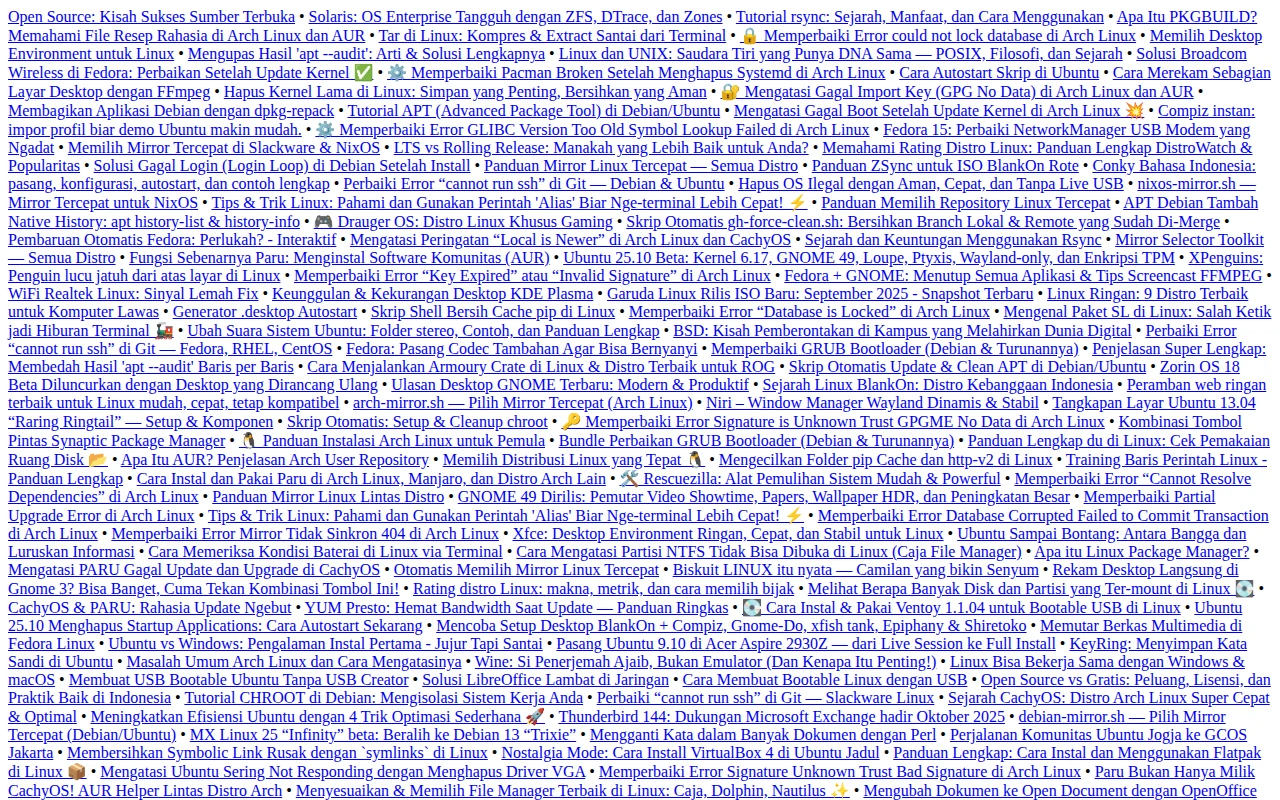 Open Source: Kisah Sukses Sumber Terbuka • Solaris: OS Enterprise Tangguh dengan ZFS, DTrace, dan Zones • Tutorial rsync: Sejarah, Manfaat, dan Cara Menggunakan • Apa Itu PKGBUILD?
Memahami File Resep Rahasia di Arch Linux dan AUR • Tar di Linux: Kompres & Extract Santai dari Terminal • 🔒 Memperbaiki Error could not lock database di Arch Linux • Memilih Desktop
Environment untuk Linux • Mengupas Hasil 'apt --audit': Arti & Solusi Lengkapnya • Linux dan UNIX: Saudara Tiri yang Punya DNA Sama — POSIX, Filosofi, dan Sejarah • Solusi Broadcom
Wireless di Fedora: Perbaikan Setelah Update Kernel ✅ • ⚙️ Memperbaiki Pacman Broken Setelah Menghapus Systemd di Arch Linux • Cara Autostart Skrip di Ubuntu • Cara Merekam Sebagian
Layar Desktop dengan FFmpeg • Hapus Kernel Lama di Linux: Simpan yang Penting, Bersihkan yang Aman • 🔐 Mengatasi Gagal Import Key (GPG No Data) di Arch Linux dan AUR •
Membagikan Aplikasi Debian dengan dpkg-repack • Tutorial APT (Advanced Package Tool) di Debian/Ubuntu • Mengatasi Gagal Boot Setelah Update Kernel di Arch Linux 💥 • Compiz instan:
impor profil biar demo Ubuntu makin mudah. • ⚙️ Memperbaiki Error GLIBC Version Too Old Symbol Lookup Failed di Arch Linux • Fedora 15: Perbaiki NetworkManager USB Modem yang
Ngadat • Memilih Mirror Tercepat di Slackware & NixOS • LTS vs Rolling Release: Manakah yang Lebih Baik untuk Anda? • Memahami Rating Distro Linux: Panduan Lengkap DistroWatch &
Popularitas • Solusi Gagal Login (Login Loop) di Debian Setelah Install • Panduan Mirror Linux Tercepat — Semua Distro • Panduan ZSync untuk ISO BlankOn Rote • Conky Bahasa Indonesia:
pasang, konfigurasi, autostart, dan contoh lengkap • Perbaiki Error “cannot run ssh” di Git — Debian & Ubuntu • Hapus OS Ilegal dengan Aman, Cepat, dan Tanpa Live USB • nixos-mirror.sh —
Mirror Tercepat untuk NixOS • Tips & Trik Linux: Pahami dan Gunakan Perintah 'Alias' Biar Nge-terminal Lebih Cepat! ⚡ • Panduan Memilih Repository Linux Tercepat • APT Debian Tambah
Native History: apt history-list & history-info • 🎮 Drauger OS: Distro Linux Khusus Gaming • Skrip Otomatis gh-force-clean.sh: Bersihkan Branch Lokal & Remote yang Sudah Di-Merge •
Pembaruan Otomatis Fedora: Perlukah? - Interaktif • Mengatasi Peringatan “Local is Newer” di Arch Linux dan CachyOS • Sejarah dan Keuntungan Menggunakan Rsync • Mirror Selector Toolkit
— Semua Distro • Fungsi Sebenarnya Paru: Menginstal Software Komunitas (AUR) • Ubuntu 25.10 Beta: Kernel 6.17, GNOME 49, Loupe, Ptyxis, Wayland-only, dan Enkripsi TPM • XPenguins:
Penguin lucu jatuh dari atas layar di Linux • Memperbaiki Error “Key Expired” atau “Invalid Signature” di Arch Linux • Fedora + GNOME: Menutup Semua Aplikasi & Tips Screencast FFMPEG •
WiFi Realtek Linux: Sinyal Lemah Fix • Keunggulan & Kekurangan Desktop KDE Plasma • Garuda Linux Rilis ISO Baru: September 2025 - Snapshot Terbaru • Linux Ringan: 9 Distro Terbaik
untuk Komputer Lawas • Generator .desktop Autostart • Skrip Shell Bersih Cache pip di Linux • Memperbaiki Error “Database is Locked” di Arch Linux • Mengenal Paket SL di Linux: Salah Ketik
jadi Hiburan Terminal 🚂 • Ubah Suara Sistem Ubuntu: Folder stereo, Contoh, dan Panduan Lengkap • BSD: Kisah Pemberontakan di Kampus yang Melahirkan Dunia Digital • Perbaiki Error
“cannot run ssh” di Git — Fedora, RHEL, CentOS • Fedora: Pasang Codec Tambahan Agar Bisa Bernyanyi • Memperbaiki GRUB Bootloader (Debian & Turunannya) • Penjelasan Super Lengkap:
Membedah Hasil 'apt --audit' Baris per Baris • Cara Menjalankan Armoury Crate di Linux & Distro Terbaik untuk ROG • Skrip Otomatis Update & Clean APT di Debian/Ubuntu • Zorin OS 18
Beta Diluncurkan dengan Desktop yang Dirancang Ulang • Ulasan Desktop GNOME Terbaru: Modern & Produktif • Sejarah Linux BlankOn: Distro Kebanggaan Indonesia • Peramban web ringan
terbaik untuk Linux mudah, cepat, tetap kompatibel • arch-mirror.sh — Pilih Mirror Tercepat (Arch Linux) • Niri – Window Manager Wayland Dinamis & Stabil • Tangkapan Layar Ubuntu 13.04
“Raring Ringtail” — Setup & Komponen • Skrip Otomatis: Setup & Cleanup chroot • 🔑 Memperbaiki Error Signature is Unknown Trust GPGME No Data di Arch Linux • Kombinasi Tombol
Pintas Synaptic Package Manager • 🐧 Panduan Instalasi Arch Linux untuk Pemula • Bundle Perbaikan GRUB Bootloader (Debian & Turunannya) • Panduan Lengkap du di Linux: Cek Pemakaian
Ruang Disk 📂 • Apa Itu AUR? Penjelasan Arch User Repository • Memilih Distribusi Linux yang Tepat 🐧 • Mengecilkan Folder pip Cache dan http-v2 di Linux • Training Baris Perintah Linux -
Panduan Lengkap • Cara Instal dan Pakai Paru di Arch Linux, Manjaro, dan Distro Arch Lain • 🛠️ Rescuezilla: Alat Pemulihan Sistem Mudah & Powerful • Memperbaiki Error “Cannot Resolve
Dependencies” di Arch Linux • Panduan Mirror Linux Lintas Distro • GNOME 49 Dirilis: Pemutar Video Showtime, Papers, Wallpaper HDR, dan Peningkatan Besar • Memperbaiki Partial
Upgrade Error di Arch Linux • Tips & Trik Linux: Pahami dan Gunakan Perintah 'Alias' Biar Nge-terminal Lebih Cepat! ⚡ • Memperbaiki Error Database Corrupted Failed to Commit Transaction
di Arch Linux • Memperbaiki Error Mirror Tidak Sinkron 404 di Arch Linux • Xfce: Desktop Environment Ringan, Cepat, dan Stabil untuk Linux • Ubuntu Sampai Bontang: Antara Bangga dan
Luruskan Informasi • Cara Memeriksa Kondisi Baterai di Linux via Terminal • Cara Mengatasi Partisi NTFS Tidak Bisa Dibuka di Linux (Caja File Manager) • Apa itu Linux Package Manager? •
Mengatasi PARU Gagal Update dan Upgrade di CachyOS • Otomatis Memilih Mirror Linux Tercepat • Biskuit LINUX itu nyata — Camilan yang bikin Senyum • Rekam Desktop Langsung di
Gnome 3? Bisa Banget, Cuma Tekan Kombinasi Tombol Ini! • Rating distro Linux: makna, metrik, dan cara memilih bijak • Melihat Berapa Banyak Disk dan Partisi yang Ter-mount di Linux 💽 •
CachyOS & PARU: Rahasia Update Ngebut • YUM Presto: Hemat Bandwidth Saat Update — Panduan Ringkas • 💽 Cara Instal & Pakai Ventoy 1.1.04 untuk Bootable USB di Linux • Ubuntu
25.10 Menghapus Startup Applications: Cara Autostart Sekarang • Mencoba Setup Desktop BlankOn + Compiz, Gnome-Do, xfish tank, Epiphany & Shiretoko • Memutar Berkas Multimedia di
Fedora Linux • Ubuntu vs Windows: Pengalaman Instal Pertama - Jujur Tapi Santai • Pasang Ubuntu 9.10 di Acer Aspire 2930Z — dari Live Session ke Full Install • KeyRing: Menyimpan Kata
Sandi di Ubuntu • Masalah Umum Arch Linux dan Cara Mengatasinya • Wine: Si Penerjemah Ajaib, Bukan Emulator (Dan Kenapa Itu Penting!) • Linux Bisa Bekerja Sama dengan Windows &
macOS • Membuat USB Bootable Ubuntu Tanpa USB Creator • Solusi LibreOffice Lambat di Jaringan • Cara Membuat Bootable Linux dengan USB • Open Source vs Gratis: Peluang, Lisensi, dan
Praktik Baik di Indonesia • Tutorial CHROOT di Debian: Mengisolasi Sistem Kerja Anda • Perbaiki “cannot run ssh” di Git — Slackware Linux • Sejarah CachyOS: Distro Arch Linux Super Cepat
& Optimal • Meningkatkan Efisiensi Ubuntu dengan 4 Trik Optimasi Sederhana 🚀 • Thunderbird 144: Dukungan Microsoft Exchange hadir Oktober 2025 • debian-mirror.sh — Pilih Mirror
Tercepat (Debian/Ubuntu) • MX Linux 25 “Infinity” beta: Beralih ke Debian 13 “Trixie” • Mengganti Kata dalam Banyak Dokumen dengan Perl • Perjalanan Komunitas Ubuntu Jogja ke GCOS
Jakarta • Membersihkan Symbolic Link Rusak dengan `symlinks` di Linux • Nostalgia Mode: Cara Install VirtualBox 4 di Ubuntu Jadul • Panduan Lengkap: Cara Instal dan Menggunakan Flatpak
di Linux 📦 • Mengatasi Ubuntu Sering Not Responding dengan Menghapus Driver VGA • Memperbaiki Error Signature Unknown Trust Bad Signature di Arch Linux • Paru Bukan Hanya Milik
CachyOS! AUR Helper Lintas Distro Arch • Menyesuaikan & Memilih File Manager Terbaik di Linux: Caja, Dolphin, Nautilus ✨ • Mengubah Dokumen ke Open Document dengan OpenOffice